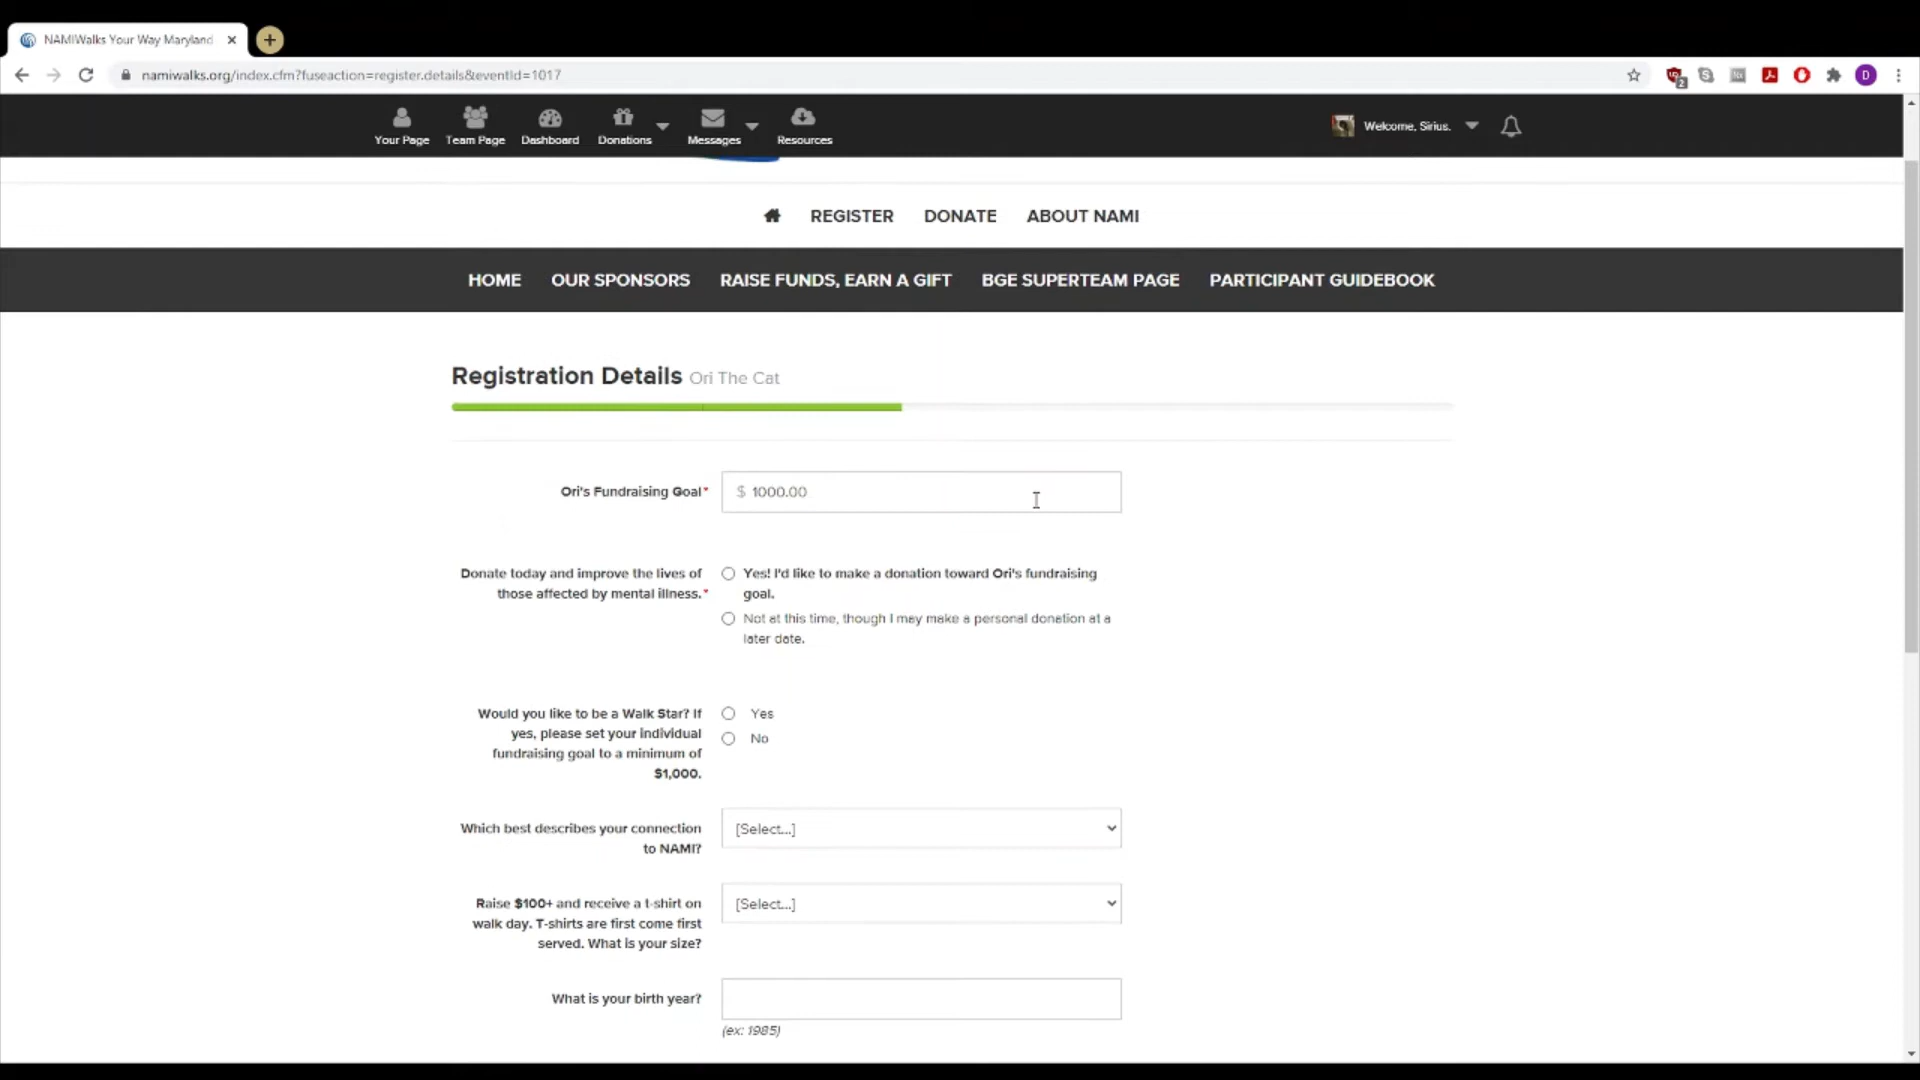 NAMIWalks Your Way Maryland
namiwalks.org/index.cfm?fuseaction=register.details&eventId=1017
2
D
Your Page
Team Page
Dashboard
Donations
Messages
Resources
Welcome, Sirius.
REGISTER
DONATE
ABOUT NAMI
HOME
OUR SPONSORS
RAISE FUNDS, EARN A GIFT
BGE SUPERTEAM PAGE
PARTICIPANT GUIDEBOOK
Registration Details Ori The Cat
Ori's Fundraising Goal*
$ 1000.00
Donate today and improve the lives of
those affected by mental illness.*
Yes! I'd like to make a donation toward Ori's fundraising
goal.
Not at this time, though I may make a personal donation at a
later date.
Would you like to be a Walk Star? If
yes, please set your individual
fundraising goal to a minimum of
$1,000.
Yes
No
Which best describes your connection
to NAMI?
[Select...]
Raise $100+ and receive a t-shirt on
walk day. T-shirts are first come first
served. What is your size?
[Select...]
What is your birth year?
(ex: 1985)